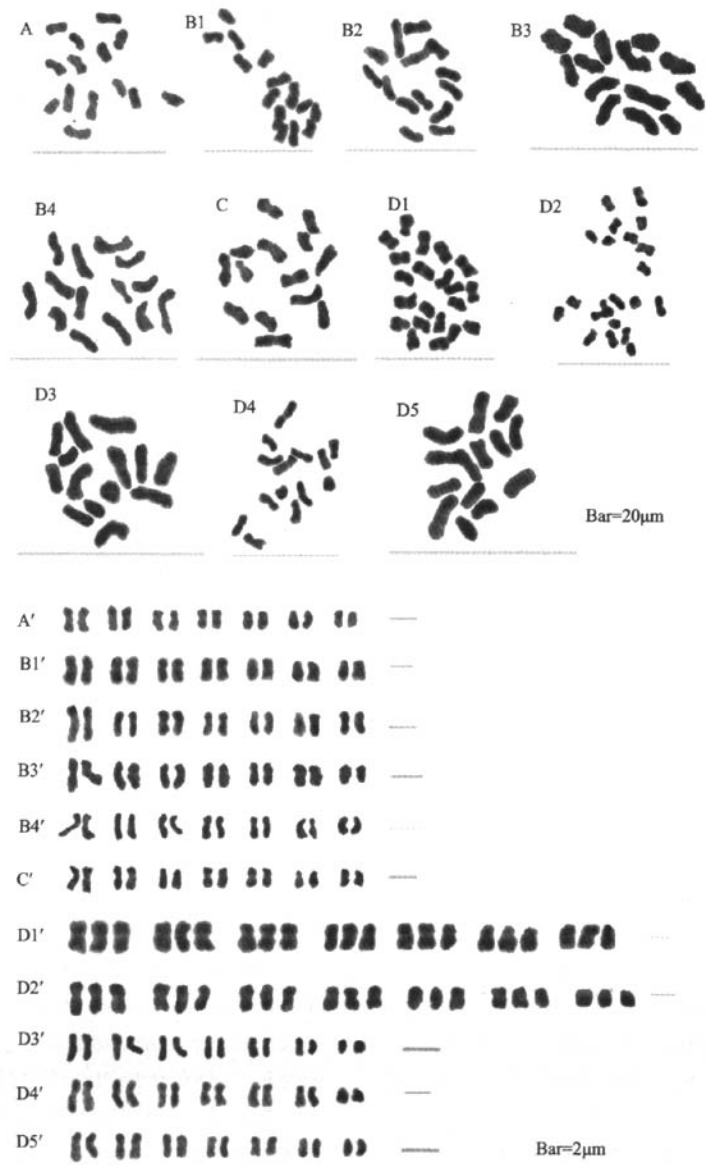 A B1 B2 B3
B4 C D1 D2
D3 D4 D5
Bar=20μm
A′
B1′
B2′
B3′
B4′
C′
D1′
D2′
D3′
D4′
D5′ Bar=2μm